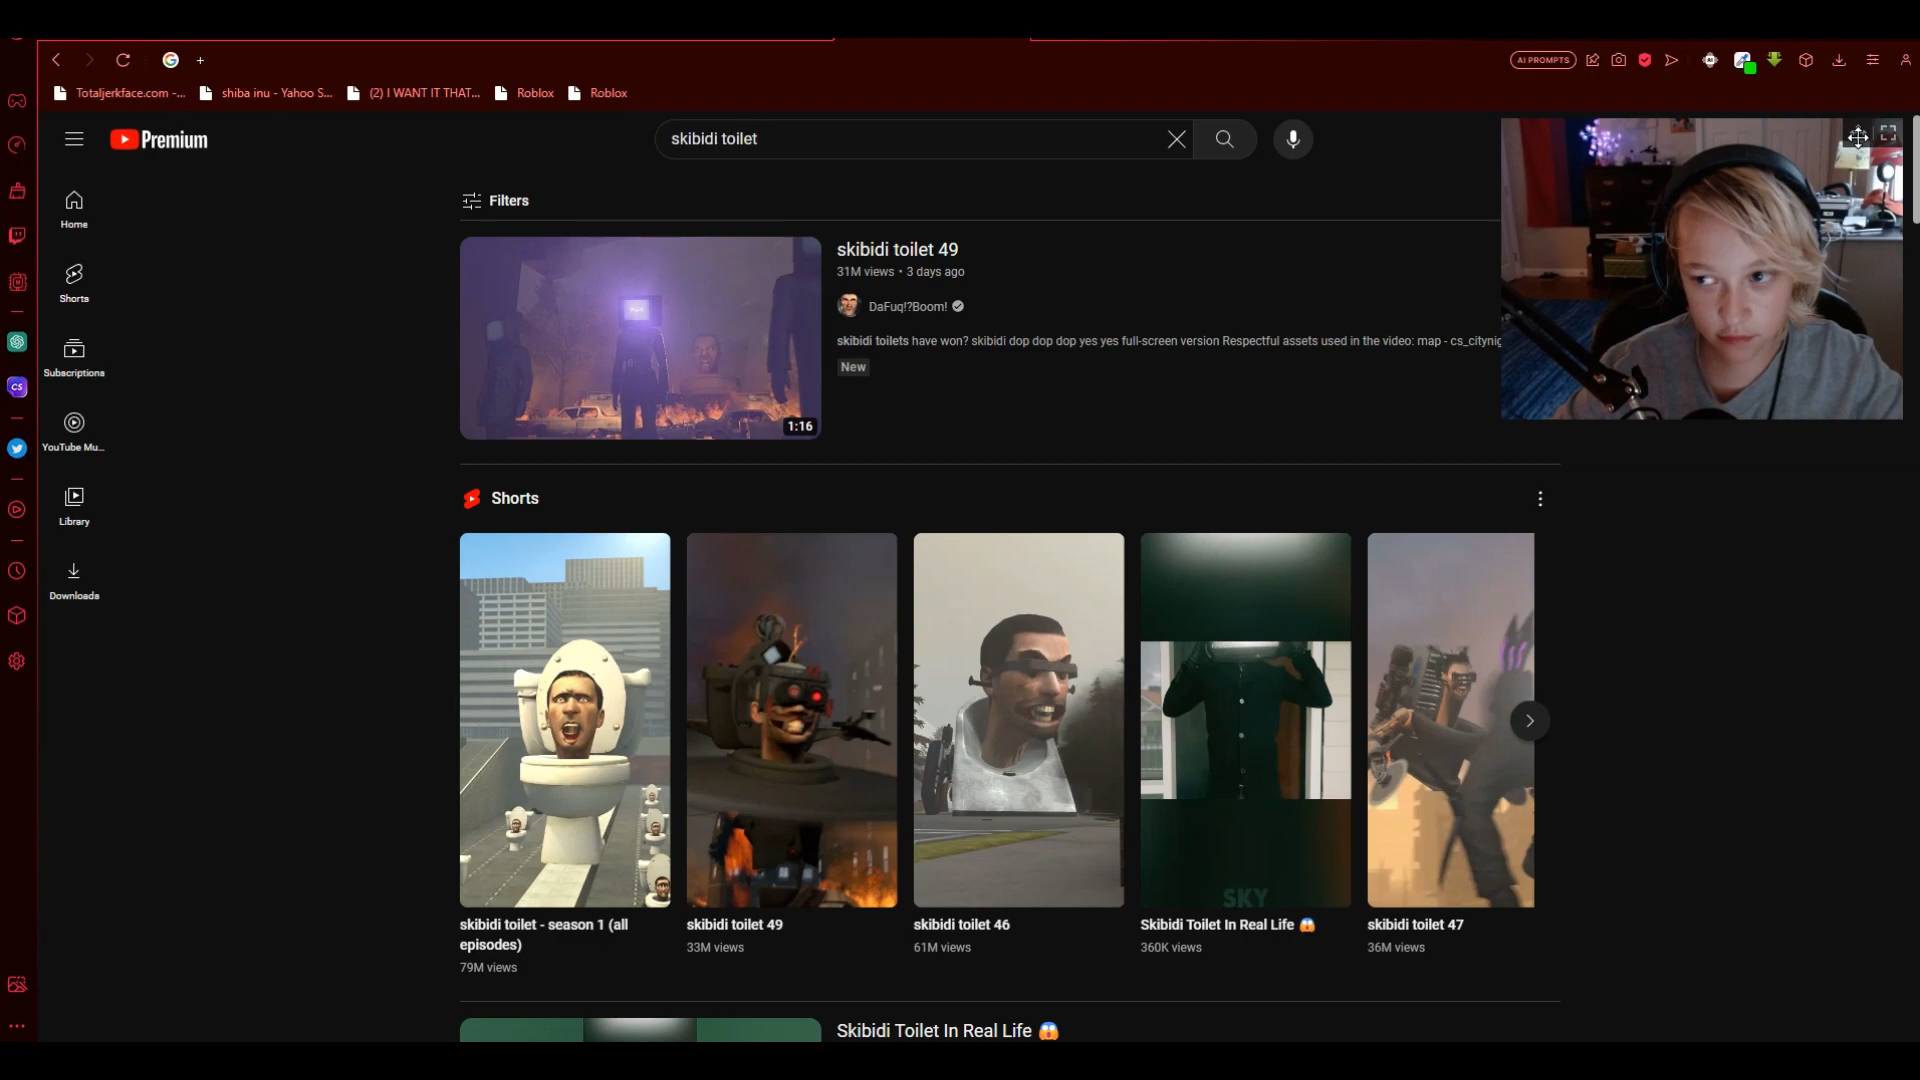 AI PROMPTS
Totaljerkface.com -...
shiba inu - Yahoo S...
(2) I WANT IT THAT...
Roblox
Roblox
Premium
skibidi toilet
Home
Shorts
Subscriptions
YouTube Mu...
Library
Downloads
CS
Filters
skibidi toilet 49
31M views • 3 days ago
DaFuq!?Boom!
skibidi toilets have won? skibidi dop dop dop yes yes full-screen version Respectful assets used in the video: map - cs_citynig
New
1:16
Shorts
SKY
skibidi toilet - season 1 (all
episodes)
79M views
skibidi toilet 49
33M views
skibidi toilet 46
61M views
Skibidi Toilet In Real Life 😱
360K views
skibidi toilet 47
36M views
Skibidi Toilet In Real Life 😱